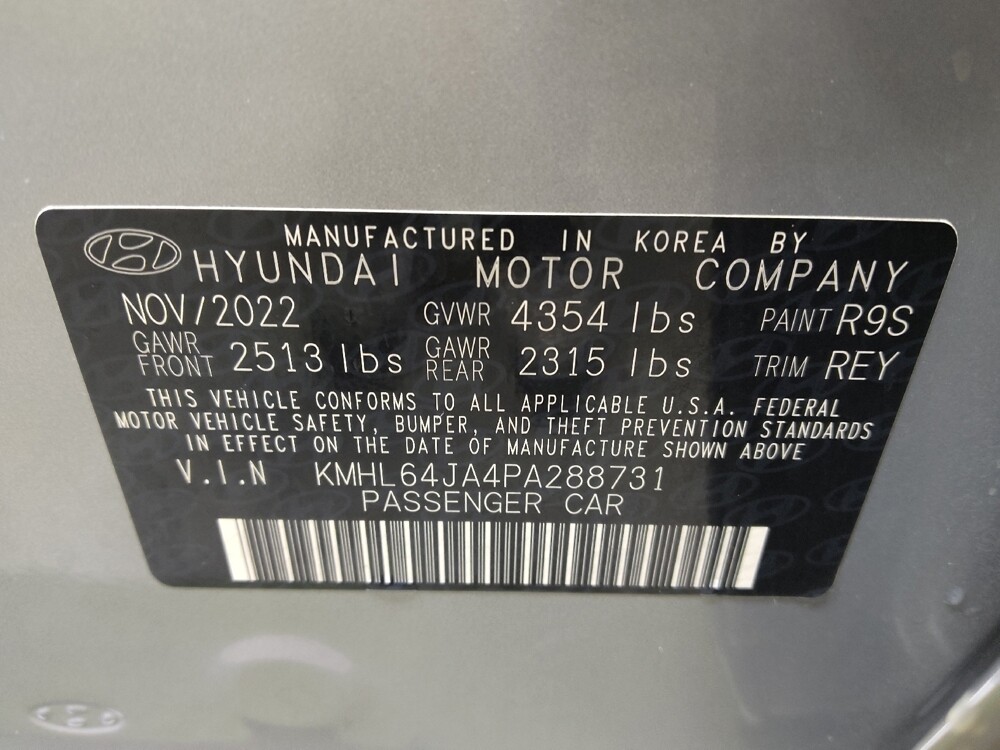 MANUFACTURED IN KOREA BY
HYUNDAI MOTOR COMPANY
NOV/2022 GVWR 4354 lbs PAINT R9S
GAWR FRONT 2513 lbs GAWR REAR 2315 lbs TRIM REY
THIS VEHICLE CONFORMS TO ALL APPLICABLE U.S.A. FEDERAL
MOTOR VEHICLE SAFETY, BUMPER, AND THEFT PREVENTION STANDARDS
IN EFFECT ON THE DATE OF MANUFACTURE SHOWN ABOVE
V.I.N KMHL64JA4PA288731
PASSENGER CAR